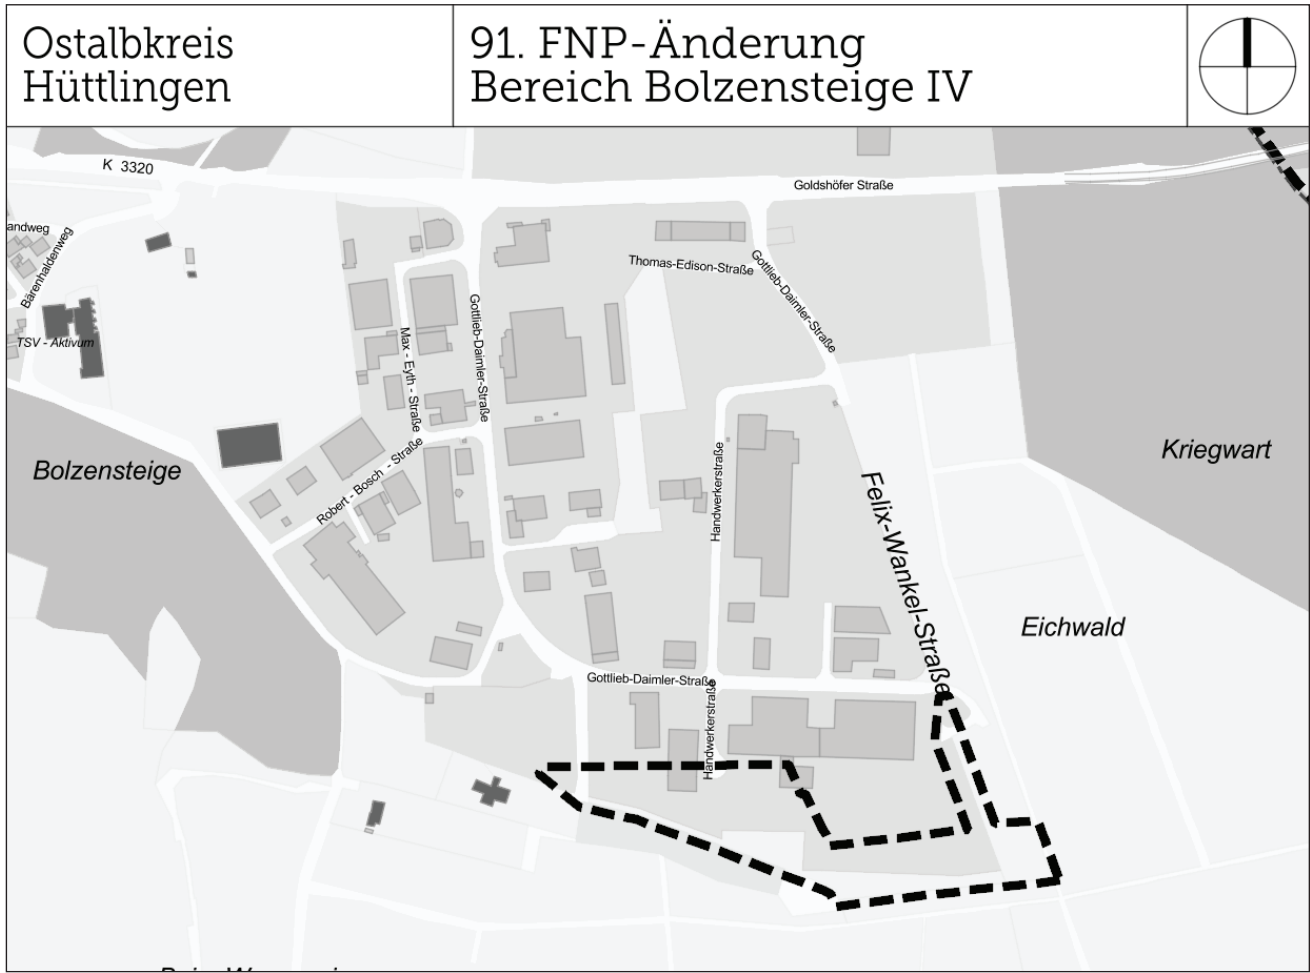 Ostalbkreis
Hüttlingen
91. FNP-Änderung
Bereich Bolzensteige IV
K 3320
Goldshöfer Straße
andweg
Bärenhaldenweg
Thomas-Edison-Straße
Gottlieb-Daimler-Straße
TSV - Aktivum
Max - Eyth - Straße
Gottlieb-Daimler-Straße
Bolzensteige
Robert - Bosch - Straße
Handwerkerstraße
Felix-Wankel-Straße
Kriegwart
Eichwald
Gottlieb-Daimler-Straße
Handwerkerstraße